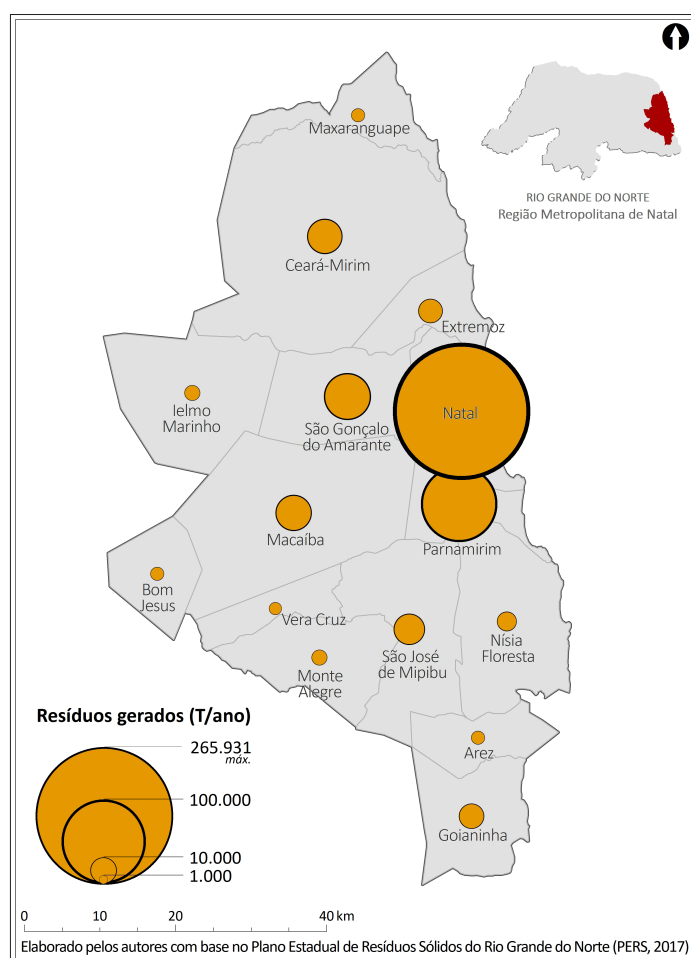 Maxaranguape
RIO GRANDE DO NORTE
Região Metropolitana de Natal
Ceará-Mirim
Extremoz
Ielmo
Marinho
São Gonçalo
do Amarante
Natal
Macaíba
Parnamirim
Bom
Jesus
Vera Cruz
Monte
Alegre
São José
de Mipibu
Nísia
Floresta
Arez
Goianinha
Resíduos gerados (T/ano)
265.931
máx.
100.000
10.000
1.000
0 10 20 40 km
Elaborado pelos autores com base no Plano Estadual de Resíduos Sólidos do Rio Grande do Norte (PERS, 2017)